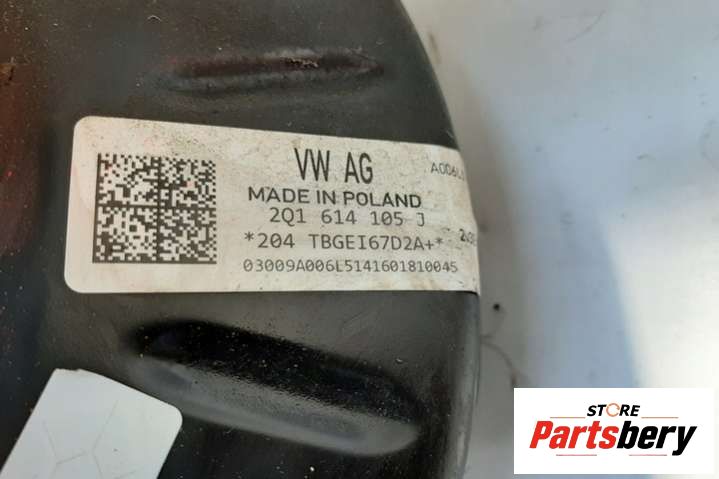 VW AG
MADE IN POLAND
2Q1 614 105 J
*204 TBGEI67D2A+*
03009A006L5141601810045
STORE
Partsbery